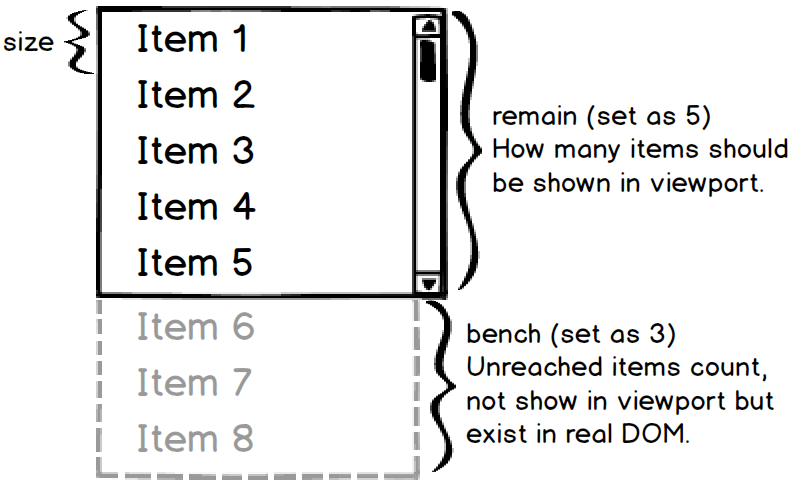 size
Item 1
Item 2
Item 3
Item 4
Item 5
remain (set as 5)
How many items should
be shown in viewport.
Item 6
Item 7
Item 8
bench (set as 3)
Unreached items count,
not show in viewport but
exist in real DOM.